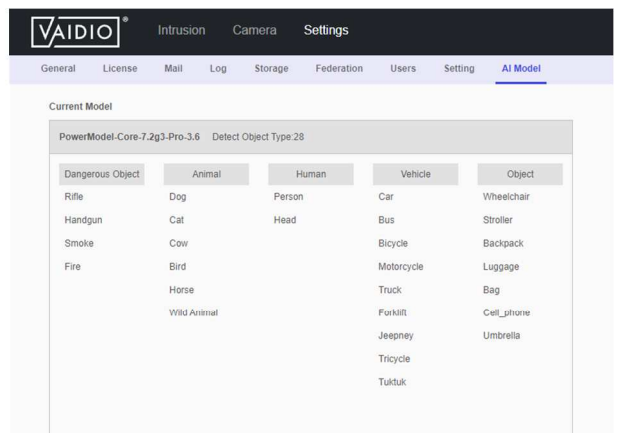 VAIDIO® Intrusion Camera Settings
General License Mail Log Storage Federation Users Setting AI Model
Current Model
PowerModel-Core-7.2g3-Pro-3.6 Detect Object Type:28
Dangerous Object Animal Human Vehicle Object
Rifle Dog Person Car Wheelchair
Handgun Cat Head Bus Stroller
Smoke Cow Bicycle Backpack
Fire Bird Motorcycle Luggage
Horse Truck Bag
Wild Animal Forklift Cell_phone
Jeepney Umbrella
Tricycle
Tuktuk